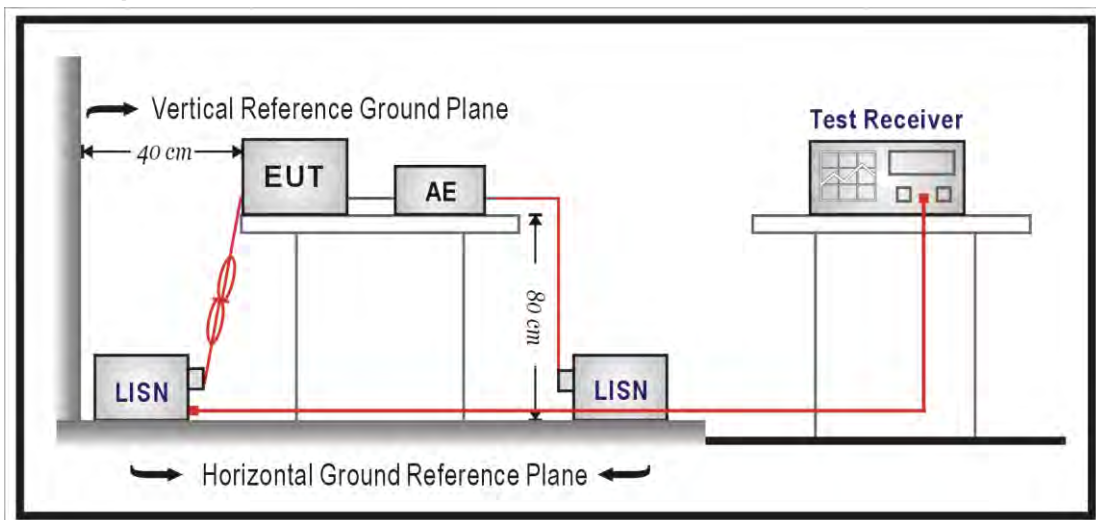 Vertical Reference Ground Plane
Test Receiver
40 cm
EUT
AE
80 cm
LISN
LISN
Horizontal Ground Reference Plane